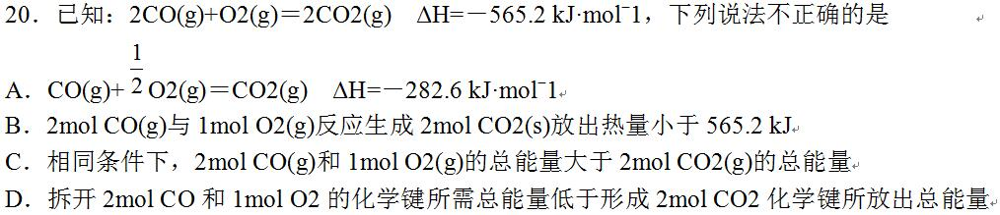 20．已知：2CO(g)+O2(g)＝2CO2(g)　ΔH=－565.2 kJ·mol⁻1，下列说法不正确的是
A．CO(g)+ 1/2 O2(g)＝CO2(g)　ΔH=－282.6 kJ·mol⁻1
B．2mol CO(g)与 1mol O2(g)反应生成 2mol CO2(s)放出热量小于 565.2 kJ
C．相同条件下，2mol CO(g)和 1mol O2(g)的总能量大于 2mol CO2(g)的总能量
D．拆开 2mol CO 和 1mol O2 的化学键所需总能量低于形成 2mol CO2 化学键所放出总能量